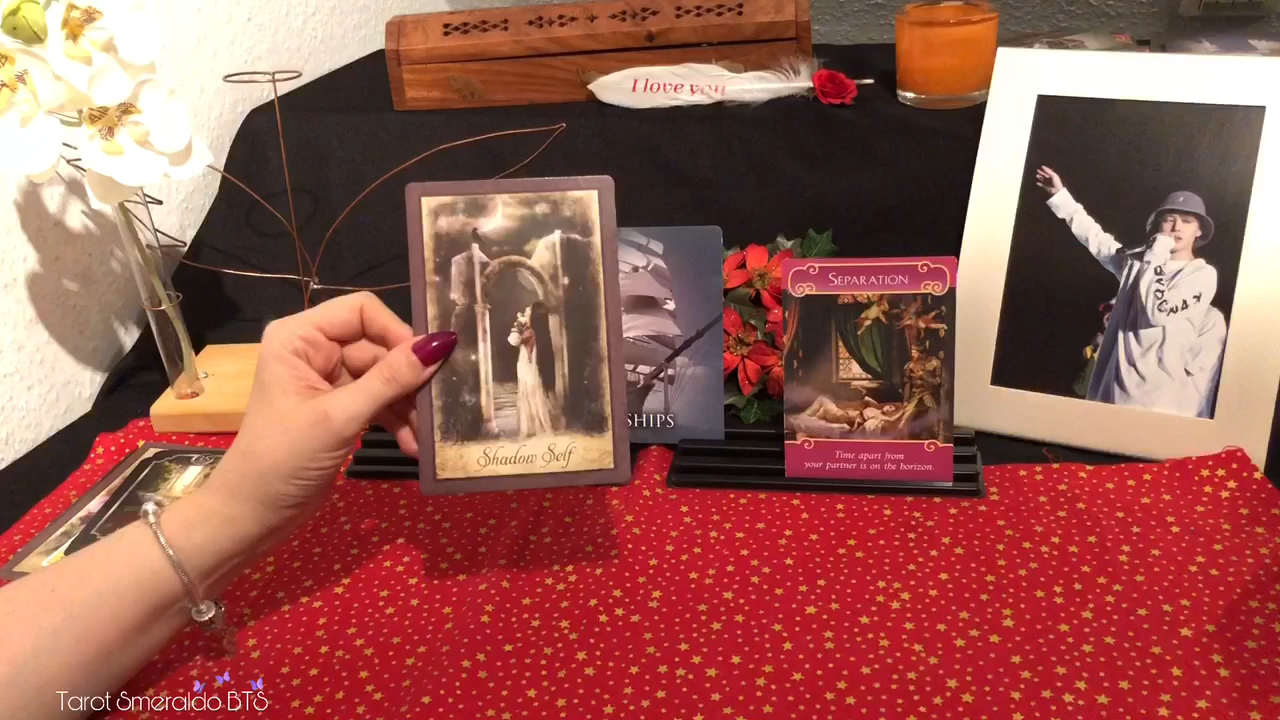 I love you
SEPARATION
SHIPS
Time apart from
your partner is on the horizon.
Shadow Self
Tarot Smeraldo BTS